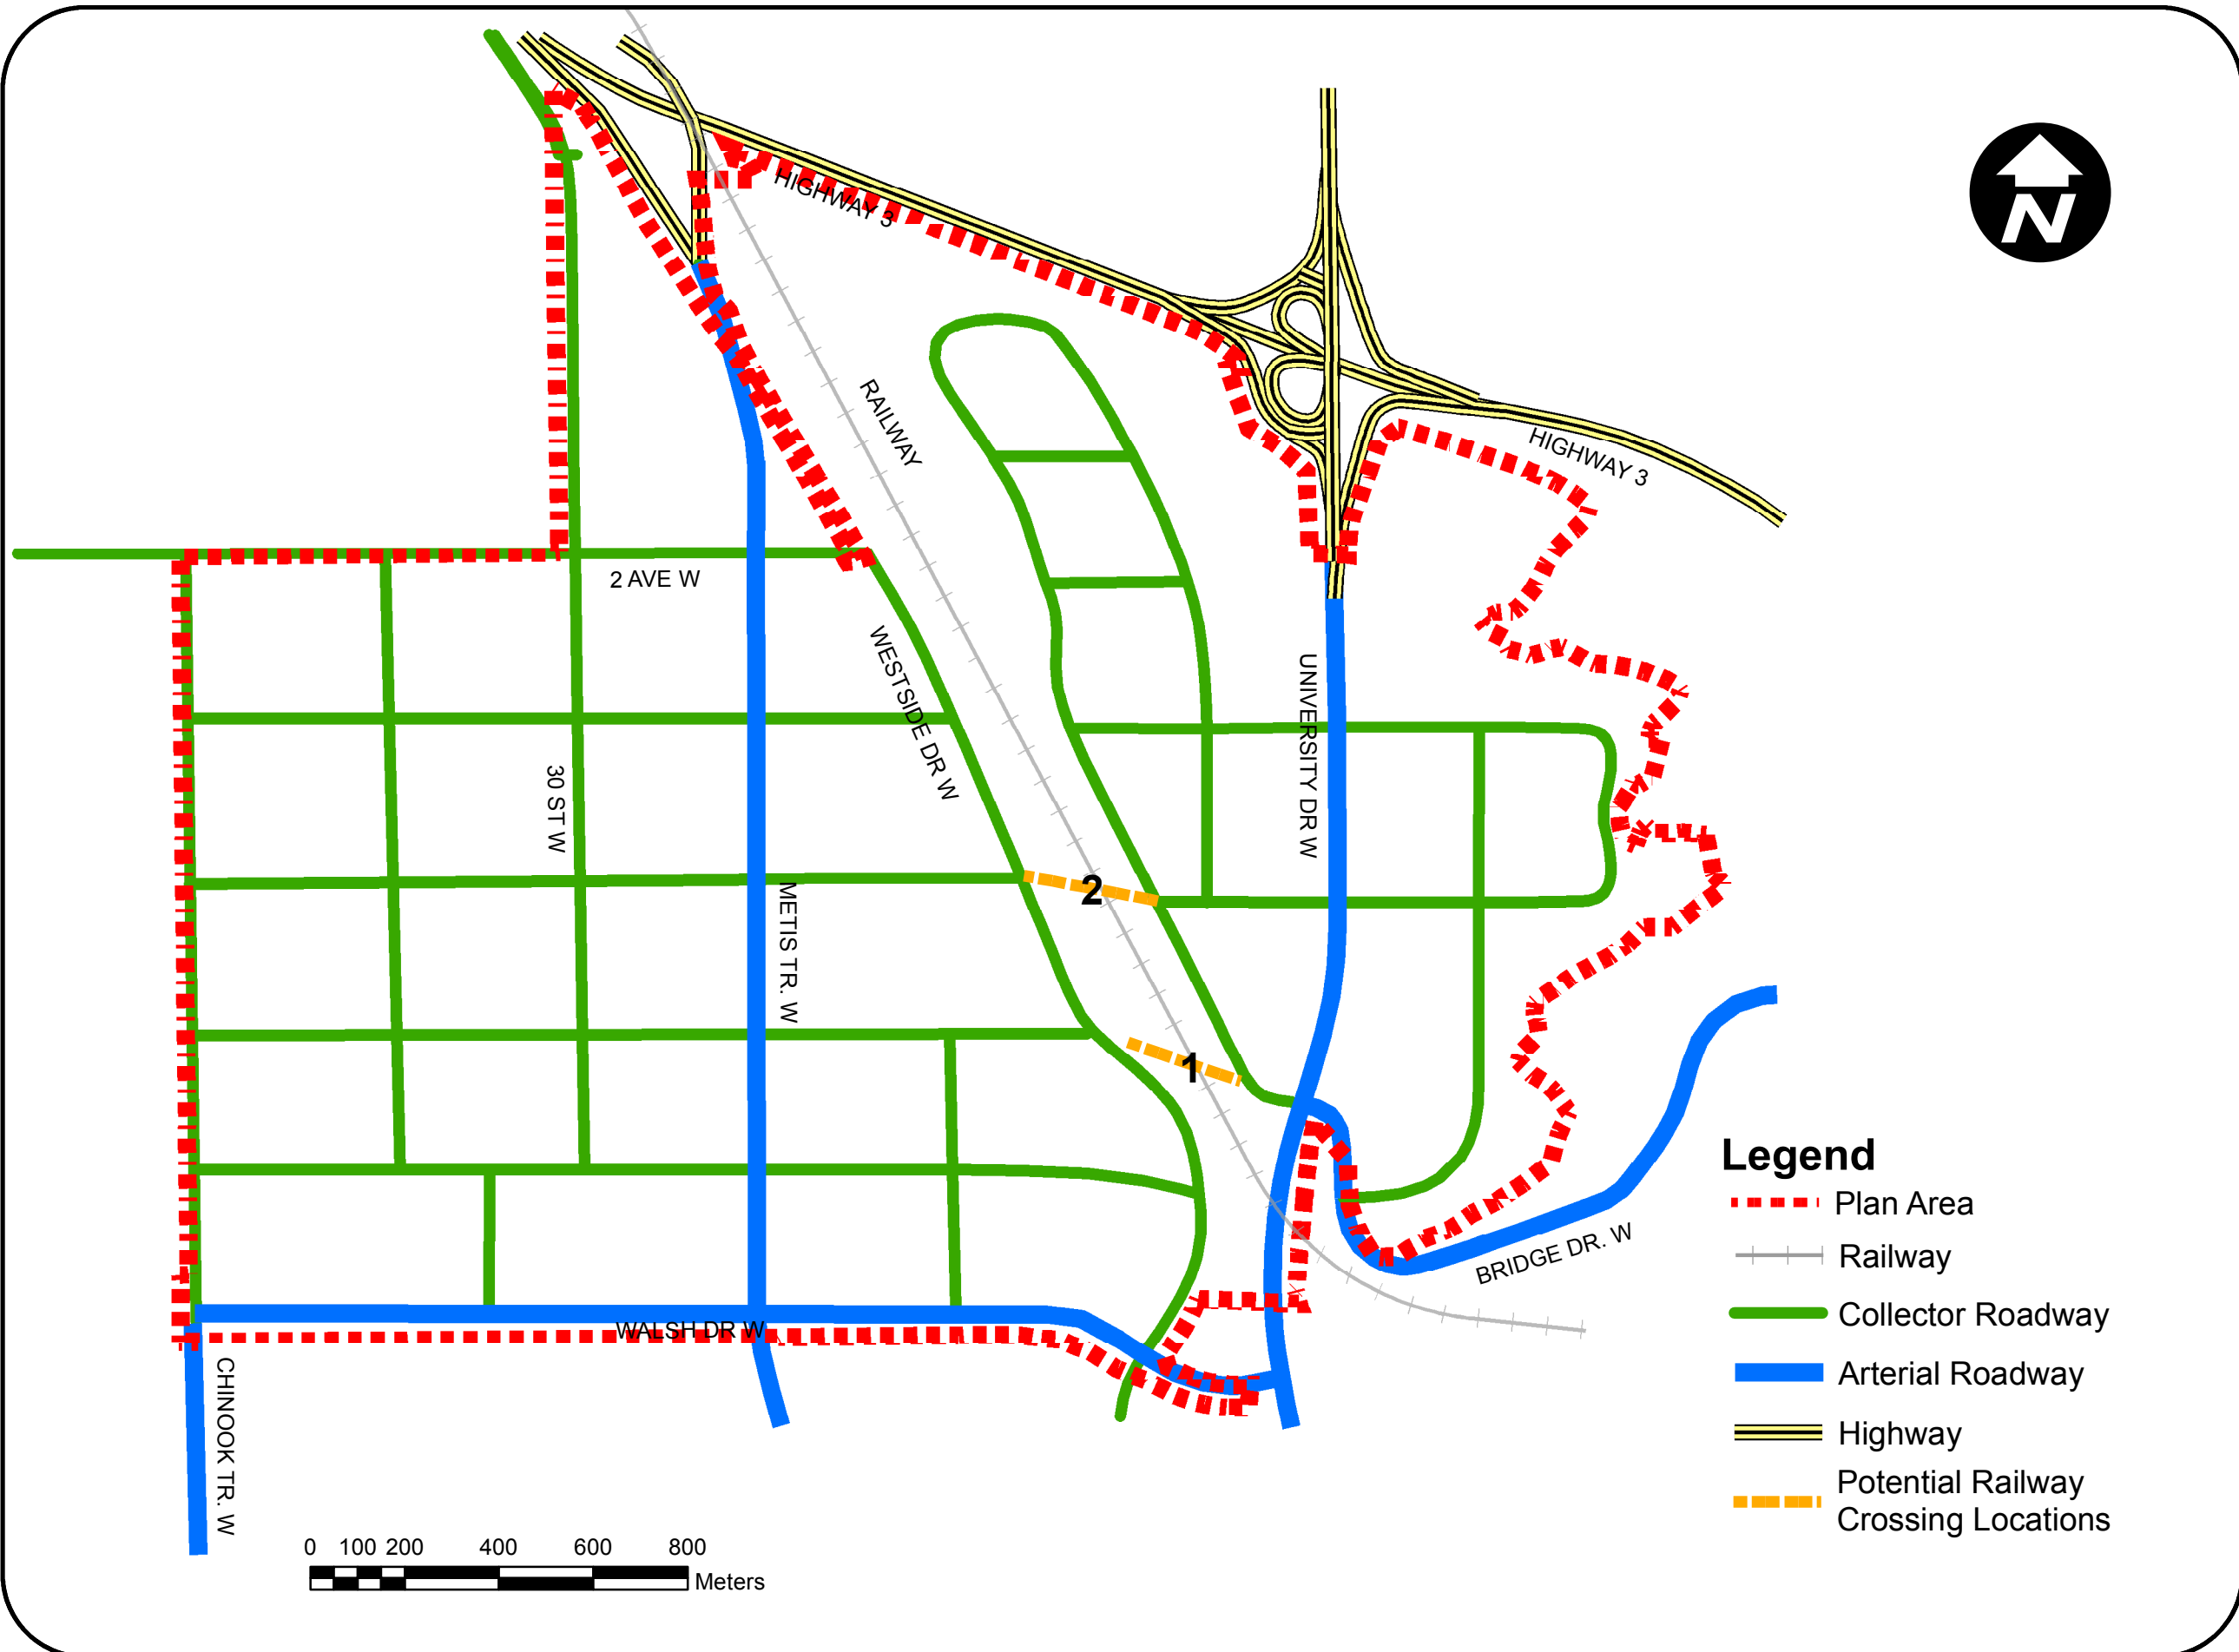 N
HIGHWAY 3
RAILWAY
HIGHWAY 3
2 AVE W
WESTSIDE DR W
UNIVERSITY DR W
30 ST W
METIS TR. W
2
1
BRIDGE DR. W
WALSH DR W
CHINOOK TR. W
Legend
Plan Area
Railway
Collector Roadway
Arterial Roadway
Highway
Potential Railway
Crossing Locations
0 100 200 400 600 800
Meters